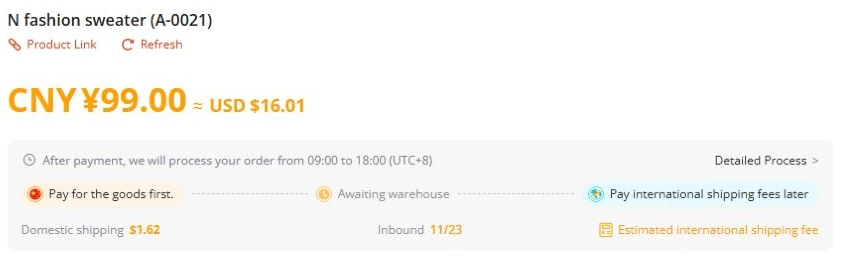 N fashion sweater (A-0021)
Product Link Refresh
CNY ¥99.00 ≈ USD $16.01
After payment, we will process your order from 09:00 to 18:00 (UTC+8) Detailed Process >
Pay for the goods first. Awaiting warehouse Pay international shipping fees later
Domestic shipping $1.62 Inbound 11/23 Estimated international shipping fee